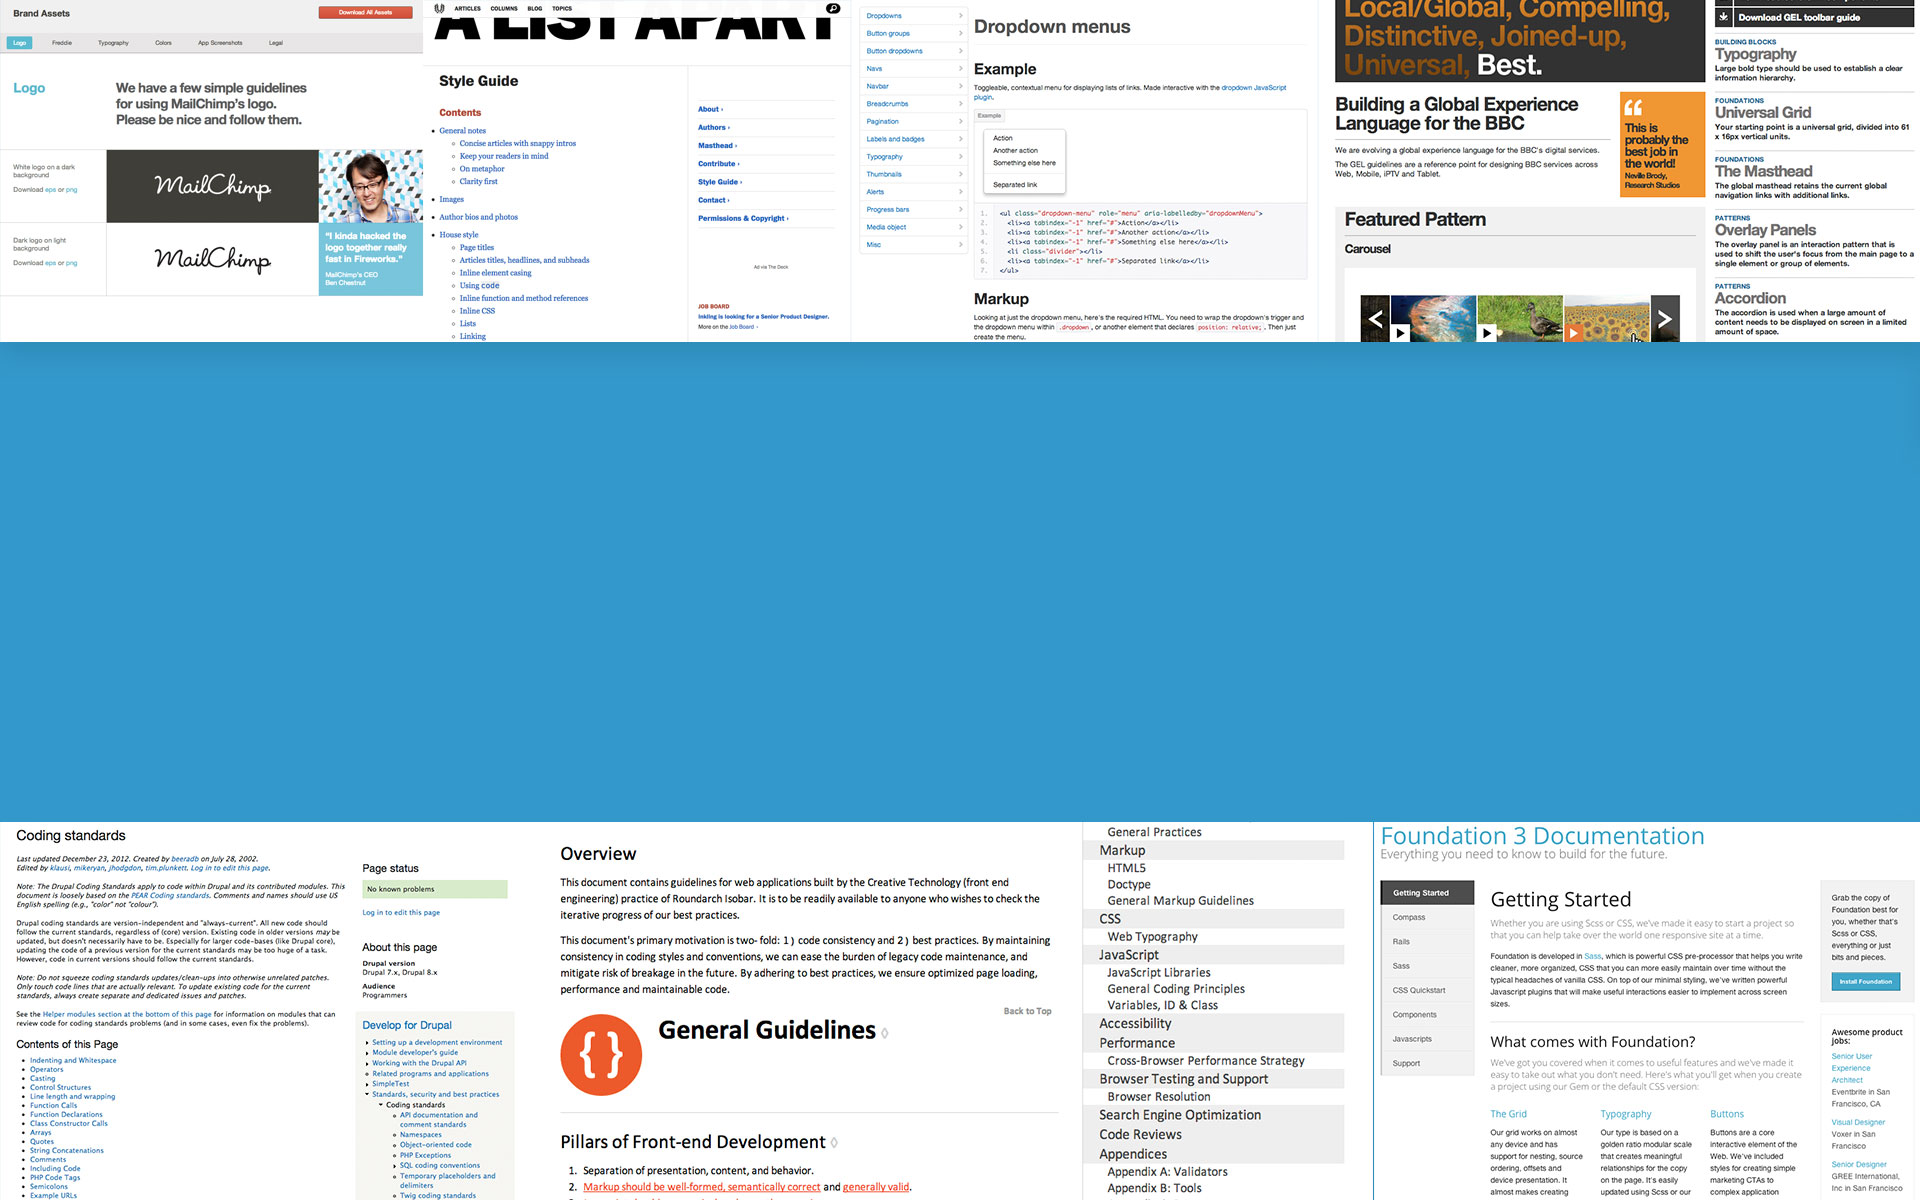 Brand Assets
Download All Assets
Logo
Freddie
Typography
Colors
App Screenshots
Legal
Logo
We have a few simple guidelines
for using MailChimp's logo.
Please be nice and follow them.
White logo on a dark
background
Download eps or png
MailChimp
Dark logo on light
background
Download eps or png
MailChimp
"I kinda hacked the
logo together really
fast in Fireworks."
MailChimp's CEO
Ben Chestnut
ARTICLES COLUMNS BLOG TOPICS
A LIST APART
Style Guide
Contents
General notes
Concise articles with snappy intros
Keep your readers in mind
On metaphor
Clarity first
Images
Author bios and photos
House style
Page titles
Articles titles, headlines, and subheads
Inline element casing
Using code
Inline function and method references
Inline CSS
Lists
Linking
About ›
Authors ›
Masthead ›
Contribute ›
Style Guide ›
Contact ›
Permissions & Copyright ›
Ad via The Deck
JOB BOARD
Inkling is looking for a Senior Product Designer.
More on the Job Board ›
Dropdowns
Button groups
Button dropdowns
Navs
Navbar
Breadcrumbs
Pagination
Labels and badges
Typography
Thumbnails
Alerts
Progress bars
Media object
Misc
Dropdown menus
Example
Toggleable, contextual menu for displaying lists of links. Made interactive with the dropdown JavaScript
plugin.
Example
Action
Another action
Something else here
Separated link
1. <ul class="dropdown-menu" role="menu" aria-labelledby="dropdownMenu">
2. <li><a tabindex="-1" href="#">Action</a></li>
3. <li><a tabindex="-1" href="#">Another action</a></li>
4. <li><a tabindex="-1" href="#">Something else here</a></li>
5. <li class="divider"></li>
6. <li><a tabindex="-1" href="#">Separated link</a></li>
7. </ul>
Markup
Looking at just the dropdown menu, here's the required HTML. You need to wrap the dropdown's trigger and
the dropdown menu within .dropdown, or another element that declares position: relative;. Then just
create the menu.
Local/Global, Compelling,
Distinctive, Joined-up,
Universal, Best.
Building a Global Experience
Language for the BBC
We are evolving a global experience language for the BBC's digital services.
The GEL guidelines are a reference point for designing BBC services across
Web, Mobile, iPTV and Tablet.
“
This is
probably the
best job in
the world!
Neville Brody,
Research Studios
Featured Pattern
Carousel
Download GEL toolbar guide
BUILDING BLOCKS
Typography
Large bold type should be used to establish a clear
information hierarchy.
FOUNDATIONS
Universal Grid
Your starting point is a universal grid, divided into 61
x 16px vertical units.
FOUNDATIONS
The Masthead
The global masthead retains the current global
navigation links with additional links.
PATTERNS
Overlay Panels
The overlay panel is an interaction pattern that is
used to shift the user's focus from the main page to a
single element or group of elements.
PATTERNS
Accordion
The accordion is used when a large amount of
content needs to be displayed on screen in a limited
amount of space.
Coding standards
Last updated December 23, 2012. Created by beeradb on July 28, 2002.
Edited by klausi, mikeryan, jhodgdon, tim.plunkett. Log in to edit this page.
Note: The Drupal Coding Standards apply to code within Drupal and its contributed modules. This
document is loosely based on the PEAR Coding standards. Comments and names should use US
English spelling (e.g., "color" not "colour").
Drupal coding standards are version-independent and "always-current". All new code should
follow the current standards, regardless of (core) version. Existing code in older versions may be
updated, but doesn't necessarily have to be. Especially for larger code-bases (like Drupal core),
updating the code of a previous version for the current standards may be too huge of a task.
However, code in current versions should follow the current standards.
Note: Do not squeeze coding standards updates/clean-ups into otherwise unrelated patches.
Only touch code lines that are actually relevant. To update existing code for the current
standards, always create separate and dedicated issues and patches.
See the Helper modules section at the bottom of this page for information on modules that can
review code for coding standards problems (and in some cases, even fix the problems).
Contents of this Page
Indenting and Whitespace
Operators
Casting
Control Structures
Line length and wrapping
Function Calls
Function Declarations
Class Constructor Calls
Arrays
Quotes
String Concatenations
Comments
Including Code
PHP Code Tags
Semicolons
Example URLs
Page status
No known problems
Log in to edit this page
About this page
Drupal version
Drupal 7.x, Drupal 8.x
Audience
Programmers
Develop for Drupal
Setting up a development environment
Module developer's guide
Working with the Drupal API
Related programs and applications
SimpleTest
Standards, security and best practices
Coding standards
API documentation and
comment standards
Namespaces
Object-oriented code
PHP Exceptions
SQL coding conventions
Temporary placeholders and
delimiters
Twig coding standards
Overview
This document contains guidelines for web applications built by the Creative Technology (front end
engineering) practice of Roundarch Isobar. It is to be readily available to anyone who wishes to check the
iterative progress of our best practices.
This document's primary motivation is two- fold: 1) code consistency and 2) best practices. By maintaining
consistency in coding styles and conventions, we can ease the burden of legacy code maintenance, and
mitigate risk of breakage in the future. By adhering to best practices, we ensure optimized page loading,
performance and maintainable code.
Back to Top
{ }
General Guidelines ◊
Pillars of Front-end Development ◊
1. Separation of presentation, content, and behavior.
2. Markup should be well-formed, semantically correct and generally valid.
General Practices
Markup
HTML5
Doctype
General Markup Guidelines
CSS
Web Typography
JavaScript
JavaScript Libraries
General Coding Principles
Variables, ID & Class
Accessibility
Performance
Cross-Browser Performance Strategy
Browser Testing and Support
Browser Resolution
Search Engine Optimization
Code Reviews
Appendices
Appendix A: Validators
Appendix B: Tools
Foundation 3 Documentation
Everything you need to know to build for the future.
Getting Started
Compass
Rails
Sass
CSS Quickstart
Components
Javascripts
Support
Getting Started
Whether you are using Scss or CSS, we've made it easy to start a project so
that you can help take over the world one responsive site at a time.
Foundation is developed in Sass, which is powerful CSS pre-processor that helps you write
cleaner, more organized, CSS that you can more easily maintain over time without the
typical headaches of vanilla CSS. On top of our minimal styling, we've written powerful
Javascript plugins that will make useful interactions easier to implement across screen
sizes.
What comes with Foundation?
We've got you covered when it comes to useful features and we've made it
easy to take out what you don't need. Here's what you'll get when you create
a project using our Gem or the default CSS version:
The Grid
Our grid works on almost
any device and has
support for nesting, source
ordering, offsets and
device presentation. It
almost makes creating
Typography
Our type is based on a
golden ratio modular scale
that creates meaningful
relationships for the copy
on the page. It's easily
updated using Scss or our
Buttons
Buttons are a core
interactive element of the
Web. We've included
styles for creating simple
marketing CTAs to
complex application
Grab the copy of
Foundation best for
you, whether that's
Scss or CSS,
everything or just
bits and pieces.
Install Foundation
Awesome product
jobs:
Senior User
Experience
Architect
Eventbrite in San
Francisco, CA
Visual Designer
Voxer in San
Francisco
Senior Designer
GREE International,
Inc in San Francisco